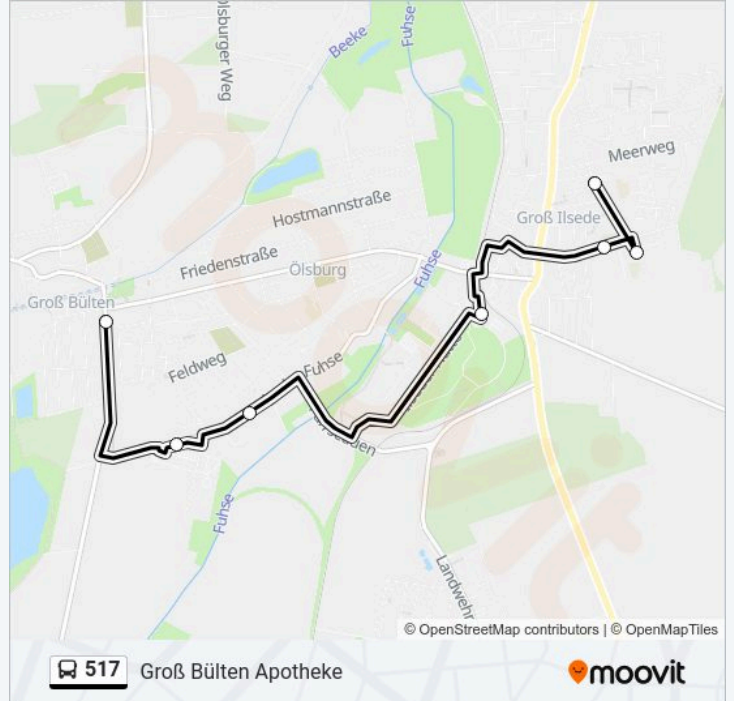 olsburger Weg
Beeke
Fuhse
Meerweg
Hostmannstraße
Groß Ilsede
Friedenstraße
Ölsburg
Fuhse
Groß Bülten
Feldweg
Fuhse
Fuhse
Landwehr
© OpenStreetMap contributors | © OpenMapTiles
517 Groß Bülten Apotheke
moovit